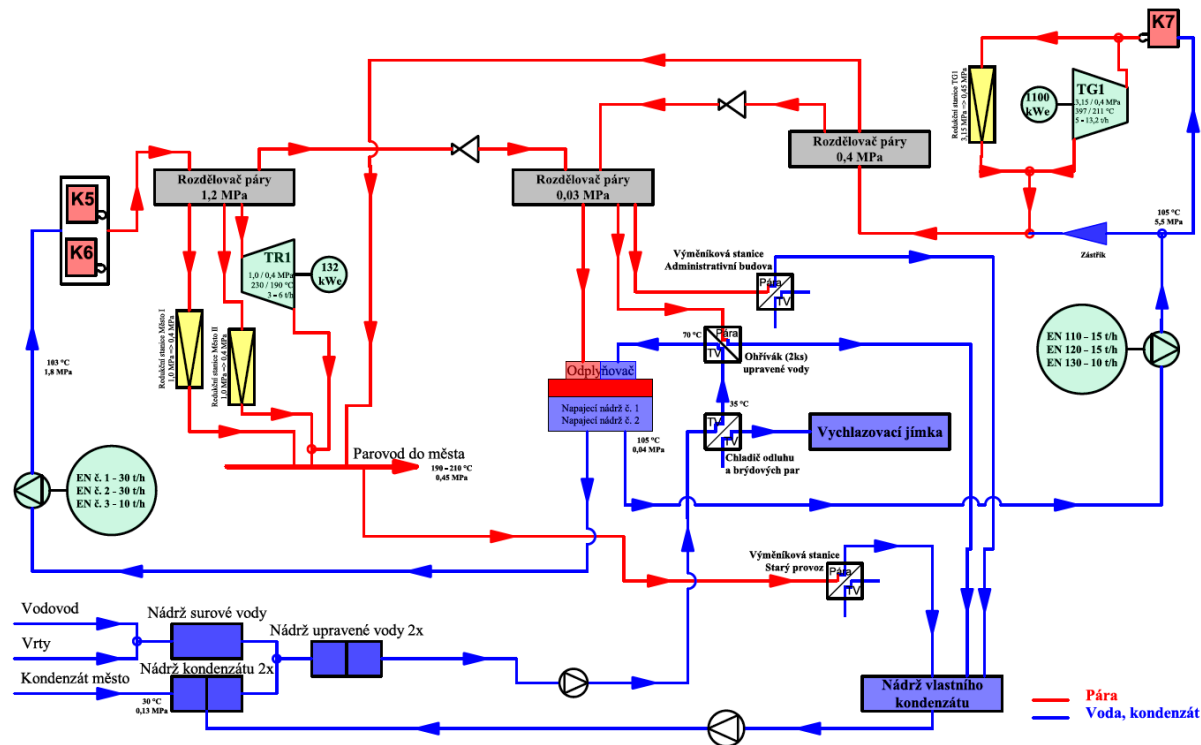 K7
Redukční stanice TG1
3,15 MPa => 0,45 MPa
1100
kWe
TG1
3,15 / 0,4 MPa
397 / 211 °C
5 = 13,2 t/h
Rozdělovač páry
0,4 MPa
Rozdělovač páry
1,2 MPa
Rozdělovač páry
0,03 MPa
K5
K6
TR1
1,0 / 0,4 MPa
230 / 190 °C
3 = 6 t/h
132
kWe
105 °C
5,5 MPa
Zástřik
Výměníková stanice
Administrativní budova
Pára
TV
Redukční stanice Město I
1,0 MPa => 0,4 MPa
Redukční stanice Město II
1,0 MPa => 0,4 MPa
103 °C
1,8 MPa
70 °C
Pára
TV
Ohřívák (2ks)
upravené vody
EN 110 – 15 t/h
EN 120 – 15 t/h
EN 130 – 10 t/h
Odplyňovač
Napajecí nádrž č. 1
Napajecí nádrž č. 2
35 °C
TV
TV
Vychlazovací jímka
Chladič odluhu
a brýdových par
105 °C
0,04 MPa
Parovod do města
190 – 210 °C
0,45 MPa
EN č. 1 – 30 t/h
EN č. 2 – 30 t/h
EN č. 3 – 10 t/h
Výměníková stanice
Starý provoz
Pára
TV
Vodovod
Nádrž surové vody
Vrty
Nádrž upravené vody 2x
Nádrž kondenzátu 2x
Kondenzát město
30 °C
0,13 MPa
Nádrž vlastního
kondenzátu
Pára
Voda, kondenzát